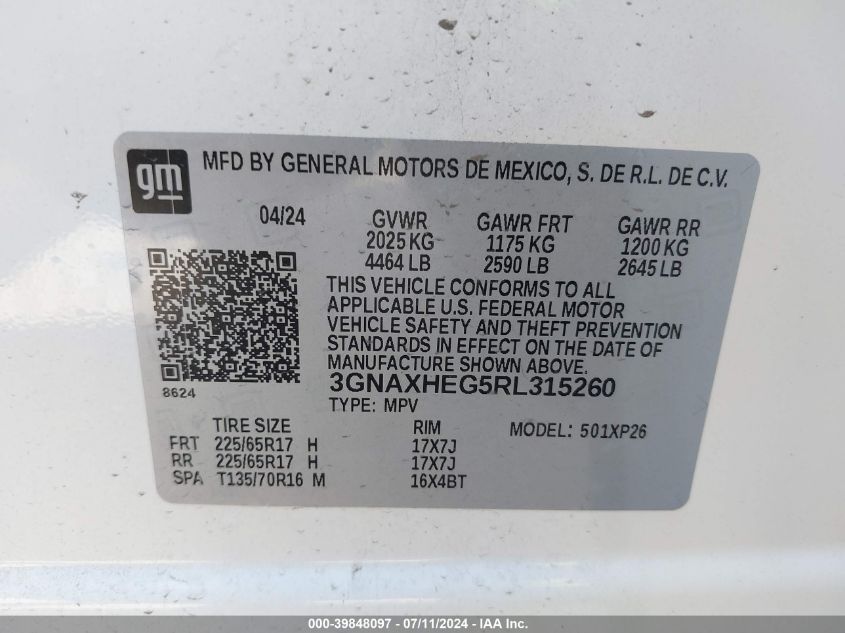 gm
MFD BY GENERAL MOTORS DE MEXICO, S. DE R.L. DE C.V.
04/24 GVWR GAWR FRT GAWR RR
2025 KG 1175 KG 1200 KG
4464 LB 2590 LB 2645 LB
THIS VEHICLE CONFORMS TO ALL
APPLICABLE U.S. FEDERAL MOTOR
VEHICLE SAFETY AND THEFT PREVENTION
STANDARDS IN EFFECT ON THE DATE OF
MANUFACTURE SHOWN ABOVE.
8624 3GNAXHEG5RL315260
TYPE: MPV
TIRE SIZE RIM MODEL: 501XP26
FRT 225/65R17 H 17X7J
RR 225/65R17 H 17X7J
SPA T135/70R16 M 16X4BT
000-39848097 - 07/11/2024 - IAA Inc.